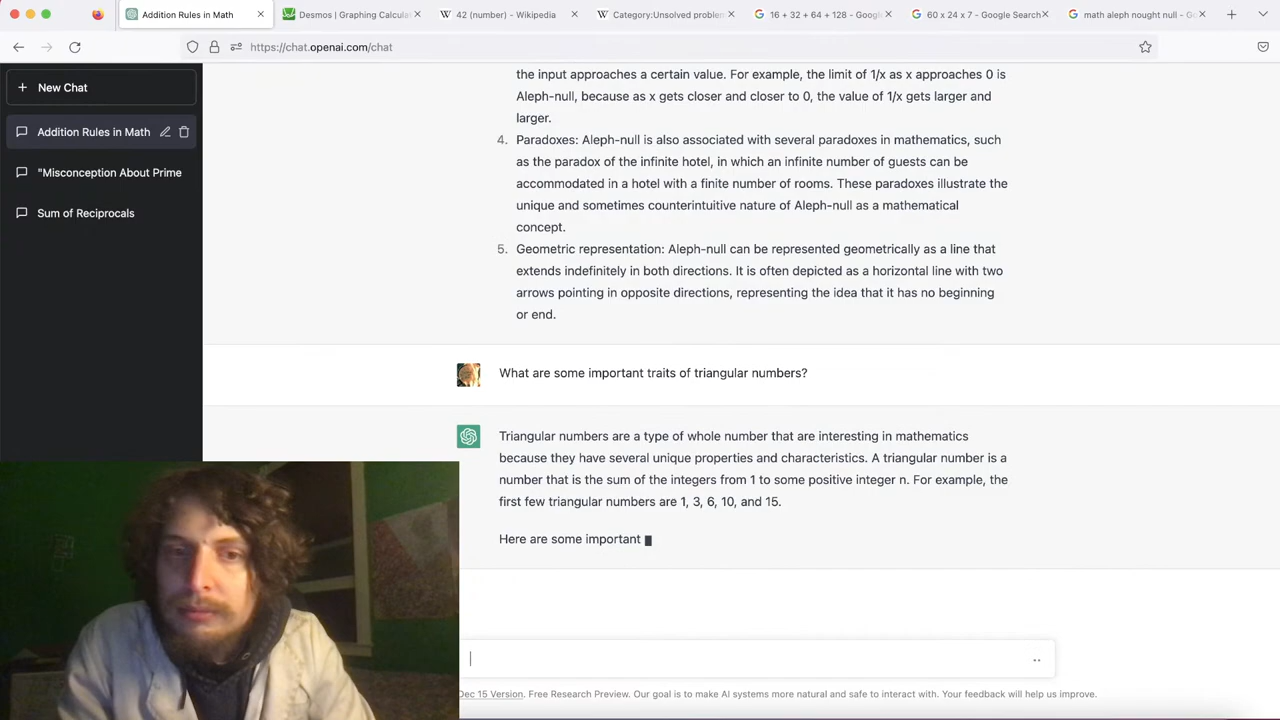 Addition Rules in Math
Desmos | Graphing Calcula
42 (number) - Wikipedia
Category:Unsolved problem
16 + 32 + 64 + 128 - Google
60 x 24 x 7 - Google Search
math aleph nought null - Go
https://chat.openai.com/chat
New Chat
Addition Rules in Math
"Misconception About Prime
Sum of Reciprocals
the input approaches a certain value. For example, the limit of 1/x as x approaches 0 is
Aleph-null, because as x gets closer and closer to 0, the value of 1/x gets larger and
larger.
4. Paradoxes: Aleph-null is also associated with several paradoxes in mathematics, such
as the paradox of the infinite hotel, in which an infinite number of guests can be
accommodated in a hotel with a finite number of rooms. These paradoxes illustrate the
unique and sometimes counterintuitive nature of Aleph-null as a mathematical
concept.
5. Geometric representation: Aleph-null can be represented geometrically as a line that
extends indefinitely in both directions. It is often depicted as a horizontal line with two
arrows pointing in opposite directions, representing the idea that it has no beginning
or end.
What are some important traits of triangular numbers?
Triangular numbers are a type of whole number that are interesting in mathematics
because they have several unique properties and characteristics. A triangular number is a
number that is the sum of the integers from 1 to some positive integer n. For example, the
first few triangular numbers are 1, 3, 6, 10, and 15.
Here are some important
Dec 15 Version. Free Research Preview. Our goal is to make AI systems more natural and safe to interact with. Your feedback will help us improve.